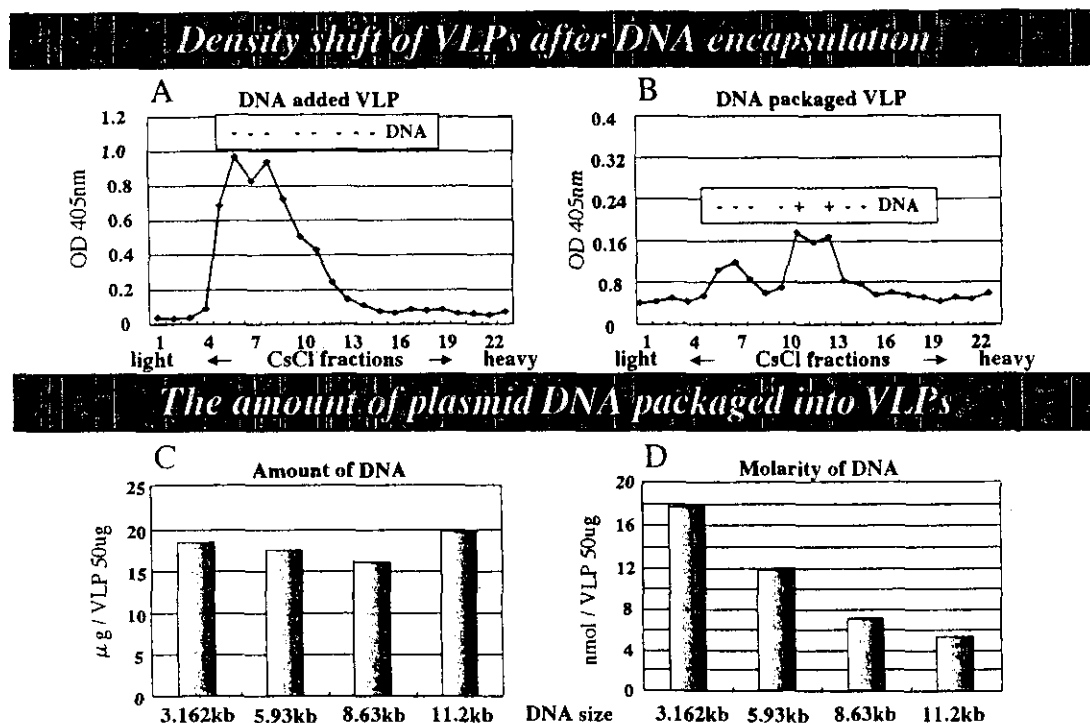 Density shift of VLPs after DNA encapsulation
A
DNA added VLP
1.2
1.0
0.8
0.6
0.4
0.2
0
OD 405nm
- - - - - - - - DNA
1 4 7 10 13 16 19 22
light ← CsCl fractions → heavy
B
DNA packaged VLP
0.4
0.32
0.24
0.16
0.8
0
OD 405nm
- - - - + + - - DNA
1 4 7 10 13 16 19 22
light ← CsCl fractions → heavy
The amount of plasmid DNA packaged into VLPs
C
Amount of DNA
25
20
15
10
5
0
μg / VLP 50ug
3.162kb 5.93kb 8.63kb 11.2kb
DNA size
D
Molarity of DNA
20
16
12
8
4
0
nmol / VLP 50ug
3.162kb 5.93kb 8.63kb 11.2kb